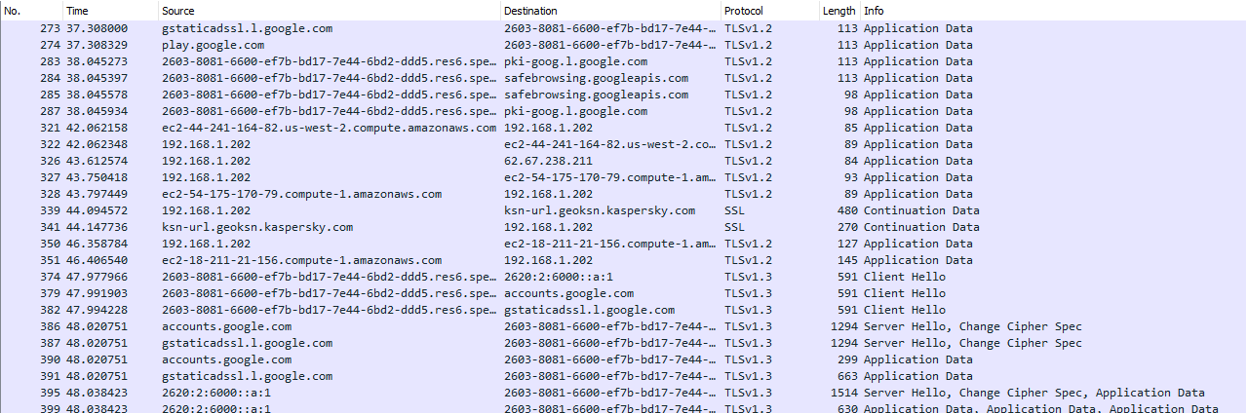 No. Time Source Destination Protocol Length Info
273 37.308000 gstaticadssl.l.google.com 2603-8081-6600-ef7b-bd17-7e44-… TLSv1.2 113 Application Data
274 37.308329 play.google.com 2603-8081-6600-ef7b-bd17-7e44-… TLSv1.2 113 Application Data
283 38.045273 2603-8081-6600-ef7b-bd17-7e44-6bd2-ddd5.res6.spe… pki-goog.l.google.com TLSv1.2 113 Application Data
284 38.045397 2603-8081-6600-ef7b-bd17-7e44-6bd2-ddd5.res6.spe… safebrowsing.googleapis.com TLSv1.2 113 Application Data
285 38.045578 2603-8081-6600-ef7b-bd17-7e44-6bd2-ddd5.res6.spe… safebrowsing.googleapis.com TLSv1.2 98 Application Data
287 38.045934 2603-8081-6600-ef7b-bd17-7e44-6bd2-ddd5.res6.spe… pki-goog.l.google.com TLSv1.2 98 Application Data
321 42.062158 ec2-44-241-164-82.us-west-2.compute.amazonaws.com 192.168.1.202 TLSv1.2 85 Application Data
322 42.062348 192.168.1.202 ec2-44-241-164-82.us-west-2.co… TLSv1.2 89 Application Data
326 43.612574 192.168.1.202 62.67.238.211 TLSv1.2 84 Application Data
327 43.750418 192.168.1.202 ec2-54-175-170-79.compute-1.am… TLSv1.2 93 Application Data
328 43.797449 ec2-54-175-170-79.compute-1.amazonaws.com 192.168.1.202 TLSv1.2 89 Application Data
339 44.094572 192.168.1.202 ksn-url.geoksn.kaspersky.com SSL 480 Continuation Data
341 44.147736 ksn-url.geoksn.kaspersky.com 192.168.1.202 SSL 270 Continuation Data
350 46.358784 192.168.1.202 ec2-18-211-21-156.compute-1.am… TLSv1.2 127 Application Data
351 46.406540 ec2-18-211-21-156.compute-1.amazonaws.com 192.168.1.202 TLSv1.2 145 Application Data
374 47.977966 2603-8081-6600-ef7b-bd17-7e44-6bd2-ddd5.res6.spe… 2620:2:6000::a:1 TLSv1.3 591 Client Hello
379 47.991903 2603-8081-6600-ef7b-bd17-7e44-6bd2-ddd5.res6.spe… accounts.google.com TLSv1.3 591 Client Hello
382 47.994228 2603-8081-6600-ef7b-bd17-7e44-6bd2-ddd5.res6.spe… gstaticadssl.l.google.com TLSv1.3 591 Client Hello
386 48.020751 accounts.google.com 2603-8081-6600-ef7b-bd17-7e44-… TLSv1.3 1294 Server Hello, Change Cipher Spec
387 48.020751 gstaticadssl.l.google.com 2603-8081-6600-ef7b-bd17-7e44-… TLSv1.3 1294 Server Hello, Change Cipher Spec
390 48.020751 accounts.google.com 2603-8081-6600-ef7b-bd17-7e44-… TLSv1.3 299 Application Data
391 48.020751 gstaticadssl.l.google.com 2603-8081-6600-ef7b-bd17-7e44-… TLSv1.3 663 Application Data
395 48.038423 2620:2:6000::a:1 2603-8081-6600-ef7b-bd17-7e44-… TLSv1.3 1514 Server Hello, Change Cipher Spec, Application Data
399 48.038423 2620:2:6000::a:1 2603-8081-6600-ef7b-bd17-7e44-… TLSv1.3 630 Application Data, Application Data, Application Data